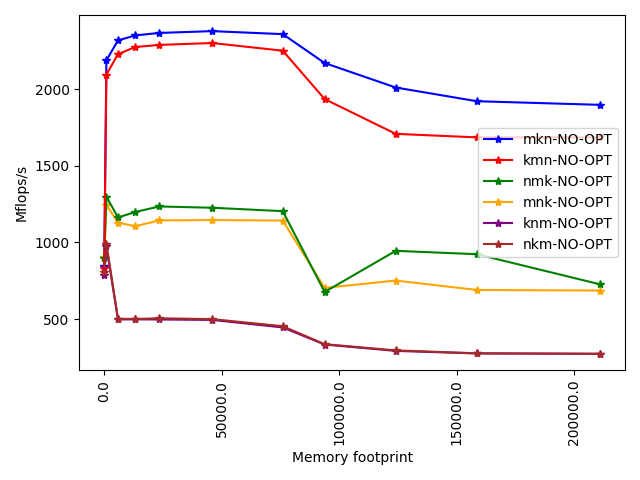 2000
1500
1000
500
Mflops/s
mkn-NO-OPT
kmn-NO-OPT
nmk-NO-OPT
mnk-NO-OPT
knm-NO-OPT
nkm-NO-OPT
0.0
50000.0
100000.0
150000.0
200000.0
Memory footprint